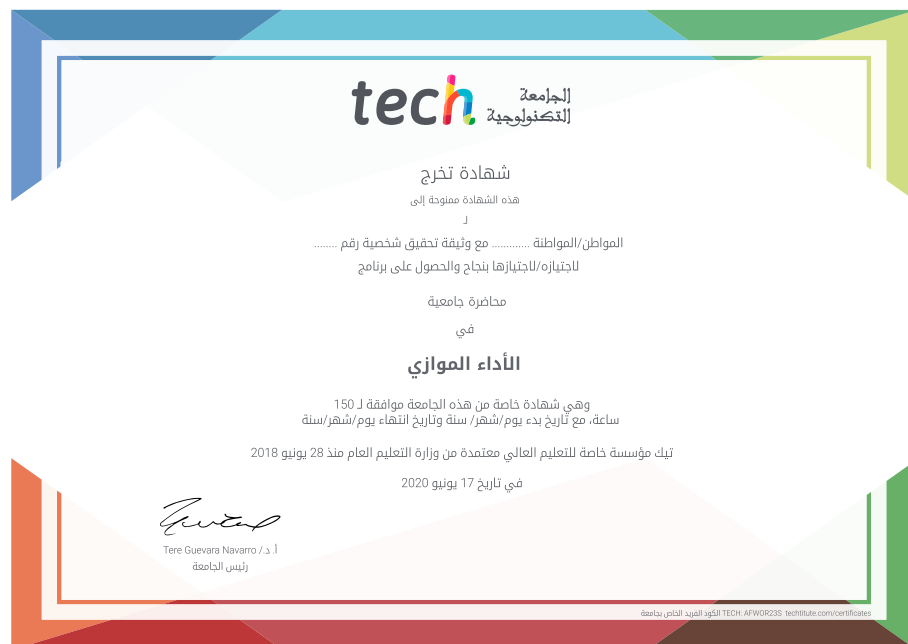 tech الجامعة
التكنولوجية
شهادة تخرج
هذه الشهادة ممنوحة إلى
لـ
المواطن/المواطنة ............. مع وثيقة تحقيق شخصية رقم ........
لاجتيازه/لاجتيازها بنجاح والحصول على برنامج
محاضرة جامعية
في
الأداء الموازي
وهي شهادة خاصة من هذه الجامعة موافقة لـ 150
ساعة، مع تاريخ بدء يوم/شهر/ سنة وتاريخ انتهاء يوم/شهر/سنة
تيك مؤسسة خاصة للتعليم العالي معتمدة من وزارة التعليم العام منذ 28 يونيو 2018
في تاريخ 17 يونيو 2020
أ. د./ Tere Guevara Navarro
رئيس الجامعة
الكود الفريد الخاص بجامعة TECH: AFWOR23S techtitute.com/certificates